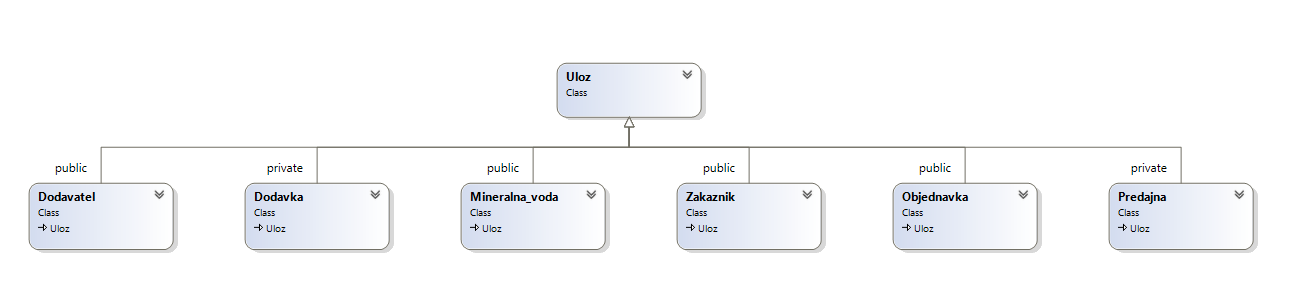 Uloz
Class
public
private
public
public
public
private
Dodavatel
Class
Uloz
Dodavka
Class
Uloz
Mineralna_voda
Class
Uloz
Zakaznik
Class
Uloz
Objednavka
Class
Uloz
Predajna
Class
Uloz